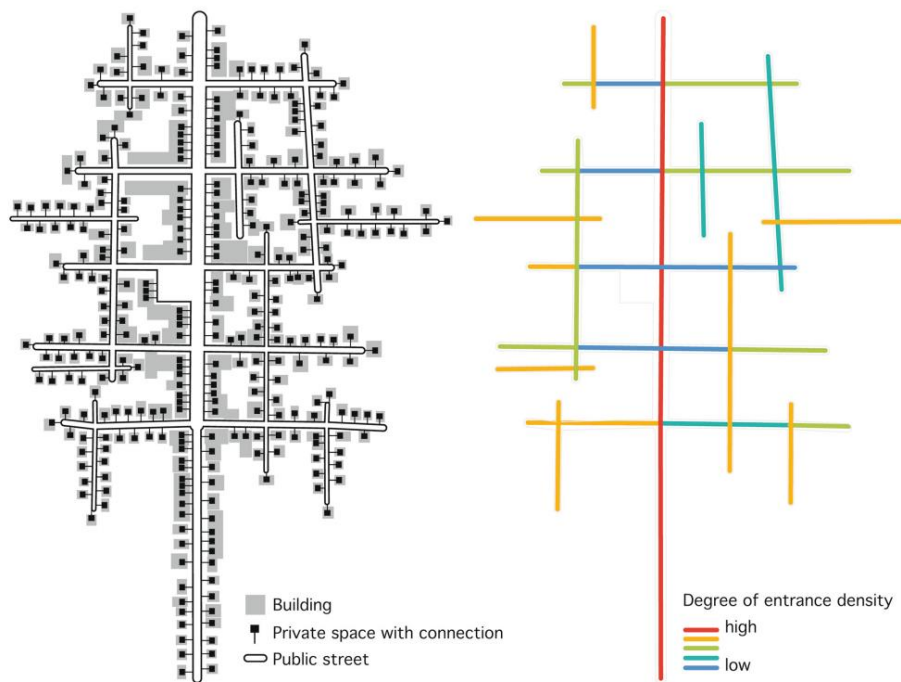 Building
Private space with connection
Public street
Degree of entrance density
high
low